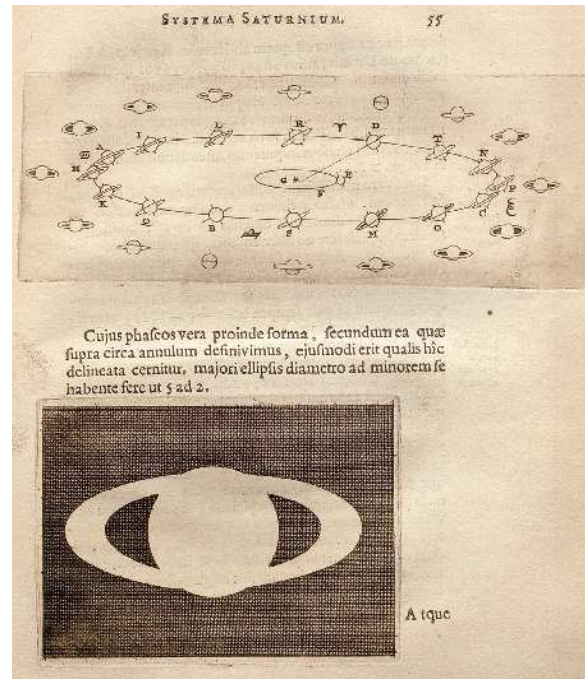 SYSTEMA SATURNIUM. 55
I L R ♈ D T
A N
H P
K C
Q B S M O
G F E
Cujus phaſeos vera proinde forma, ſecundum ea quæ
ſupra circa annulum definivimus, ejuſmodi erit qualis hîc
delineata cernitur, majori ellipſis diametro ad minorem ſe
habente fere ut 5 ad 2.
A tque